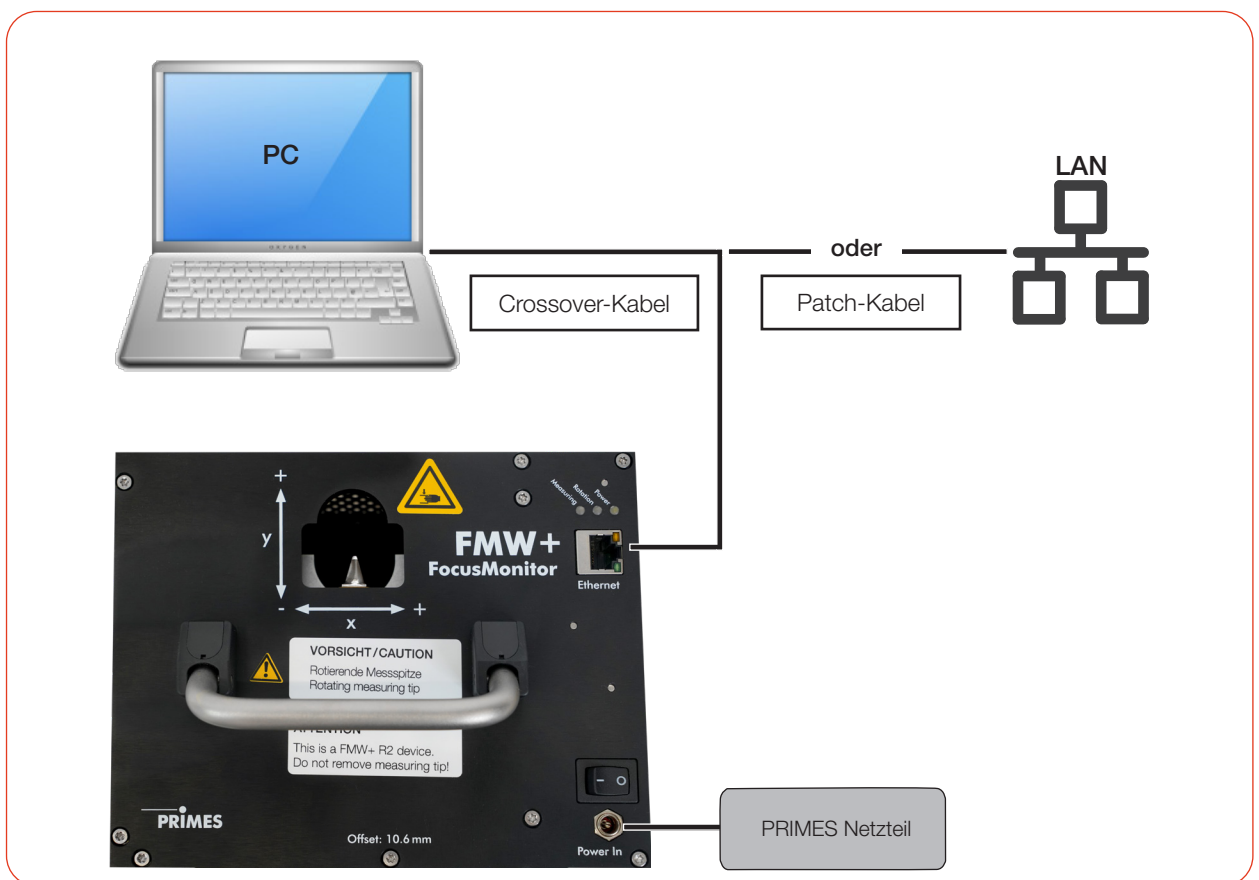 PC
OXYGEN
LAN
oder
Crossover-Kabel
Patch-Kabel
+
y
-
x
+
Measuring
Rotation
Power
FMW+
FocusMonitor
Ethernet
VORSICHT/CAUTION
Rotierende Messspitze
Rotating measuring tip
ATTENTION
This is a FMW+ R2 device.
Do not remove measuring tip!
PRIMES
Offset: 10.6 mm
Power In
PRIMES Netzteil